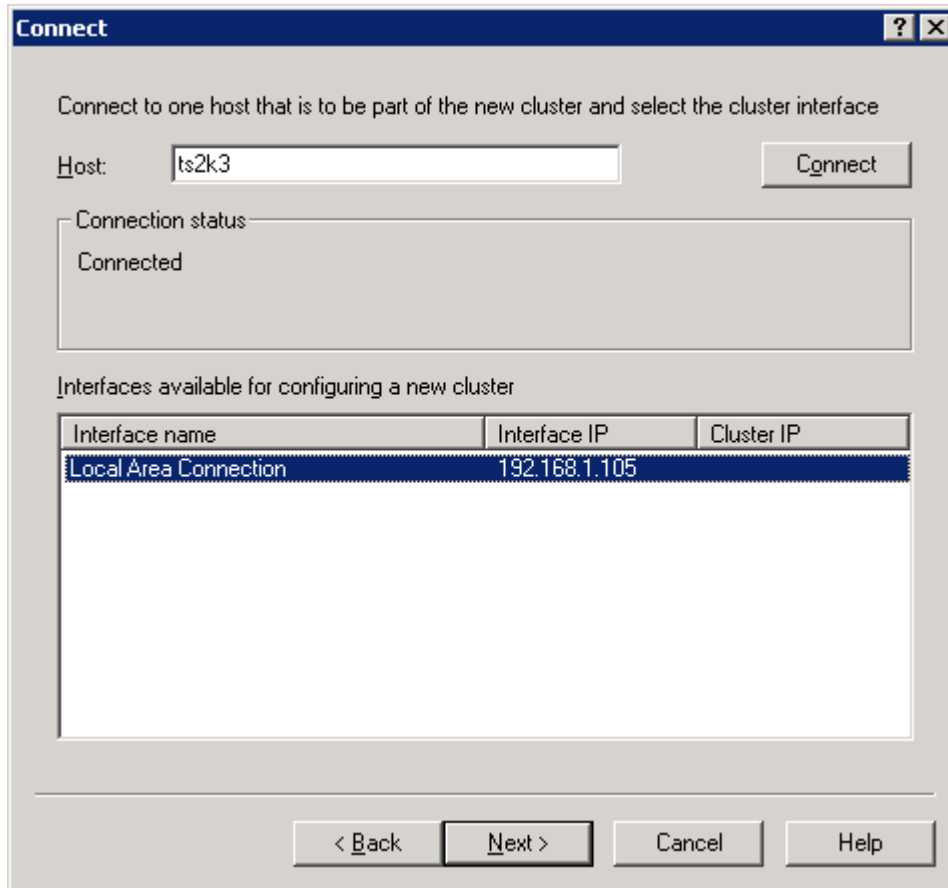 Connect
Connect to one host that is to be part of the new cluster and select the cluster interface
Host: ts2k3 Connect
Connection status
Connected
Interfaces available for configuring a new cluster
Interface name Interface IP Cluster IP
Local Area Connection 192.168.1.105
< Back Next > Cancel Help